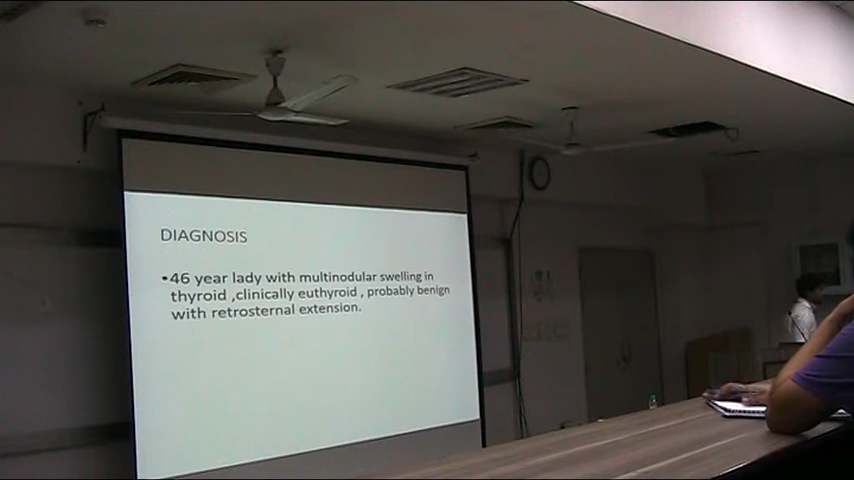 DIAGNOSIS
•46 year lady with multinodular swelling in
thyroid ,clinically euthyroid , probably benign
with retrosternal extension.